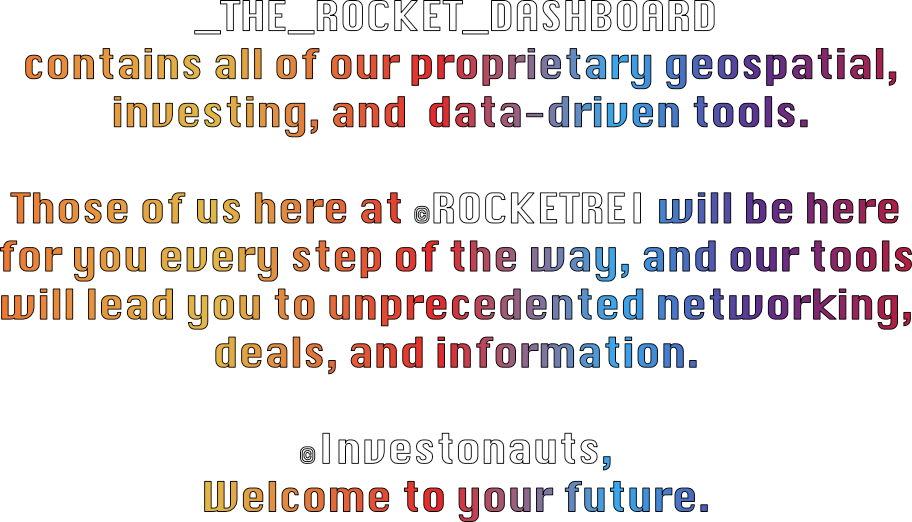 _THE_ROCKET_DASHBOARD
contains all of our proprietary geospatial,
investing, and data-driven tools.
Those of us here at @ROCKETREI will be here
for you every step of the way, and our tools
will lead you to unprecedented networking,
deals, and information.
@Investonauts,
Welcome to your future.